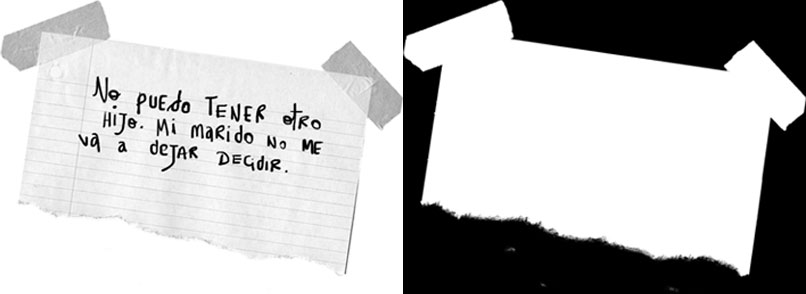 No puedo TENER otRO
HIJO. Mi MaRido No ME
va a dejAR DEcidir.